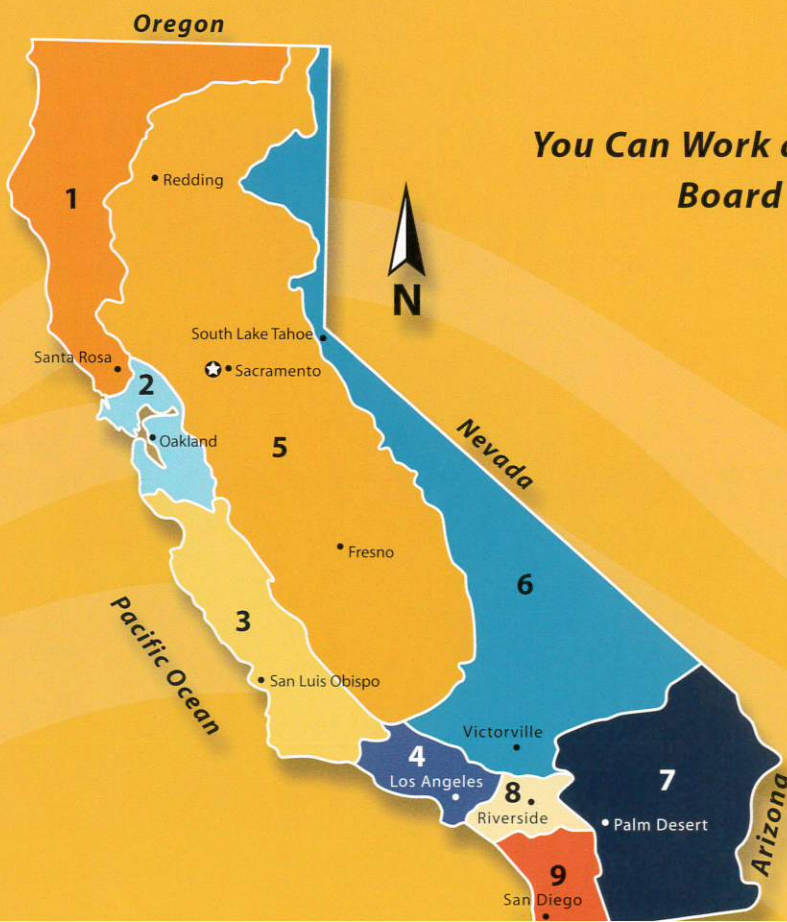 Oregon
You Can Work
Board
1
Redding
N
South Lake Tahoe
Santa Rosa
Sacramento
2
Oakland
5
Nevada
Fresno
6
3
Pacific Ocean
San Luis Obispo
Victorville
4
Los Angeles
7
8
Riverside
Palm Desert
Arizona
9
San Diego